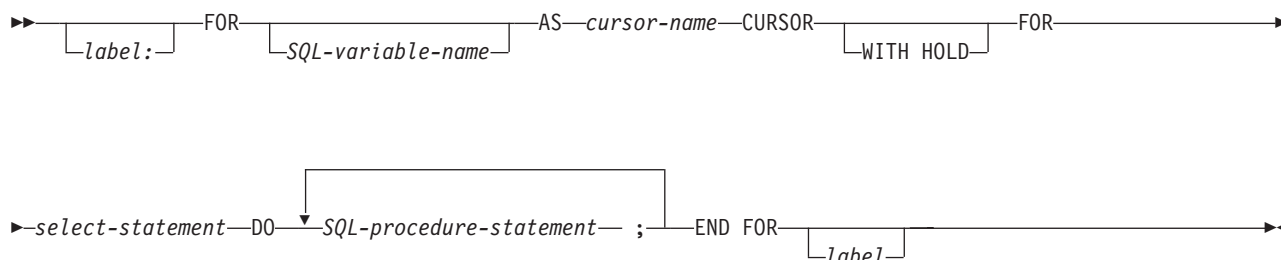 FOR AS cursor-name CURSOR FOR
label: SQL-variable-name WITH HOLD
select-statement DO SQL-procedure-statement ; END FOR
label